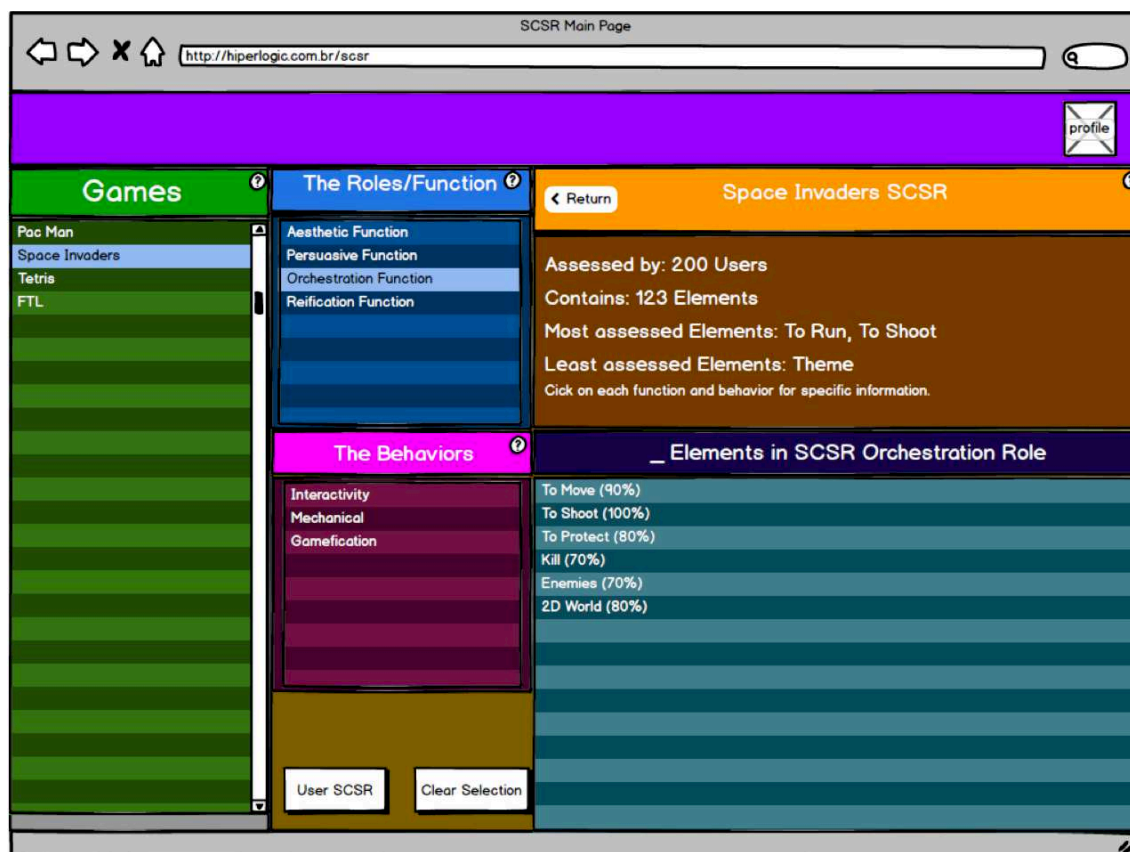 SCSR Main Page
http://hiperlogic.com.br/scsr
profile
Games ?
Pac Man
Space Invaders
Tetris
FTL
The Roles/Function ?
Aesthetic Function
Persuasive Function
Orchestration Function
Reification Function
The Behaviors ?
Interactivity
Mechanical
Gamefication
User SCSR
Clear Selection
Return
Space Invaders SCSR
Assessed by: 200 Users
Contains: 123 Elements
Most assessed Elements: To Run, To Shoot
Least assessed Elements: Theme
Cick on each function and behavior for specific information.
_ Elements in SCSR Orchestration Role
To Move (90%)
To Shoot (100%)
To Protect (80%)
Kill (70%)
Enemies (70%)
2D World (80%)